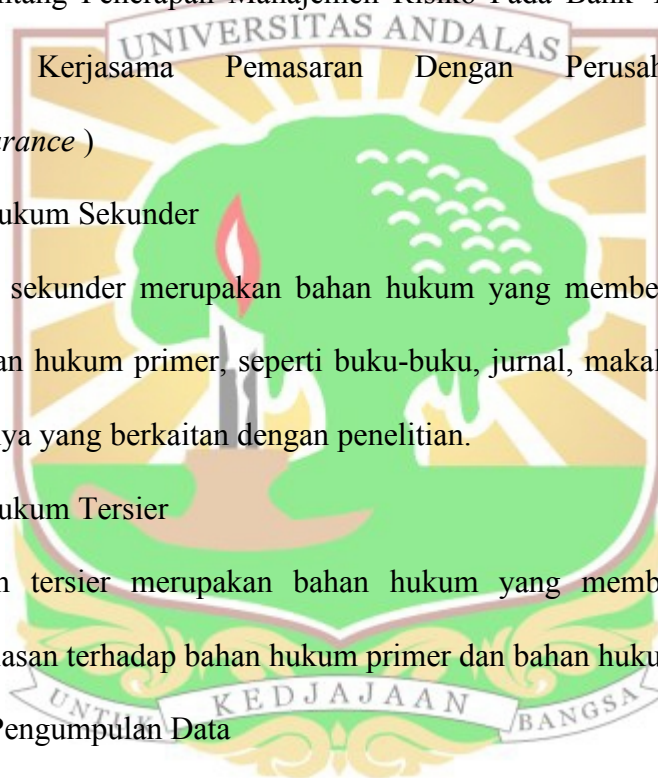 ntang Penerapan Manajemen Risiko Pada Bank
UNIVERSITAS ANDALAS
Kerjasama Pemasaran Dengan Perusah
urance )
ukum Sekunder
sekunder merupakan bahan hukum yang membe
an hukum primer, seperti buku-buku, jurnal, makal
ya yang berkaitan dengan penelitian.
ukum Tersier
n tersier merupakan bahan hukum yang memb
lasan terhadap bahan hukum primer dan bahan huku
UNTUK KEDJAJAAN BANGSA
Pengumpulan Data